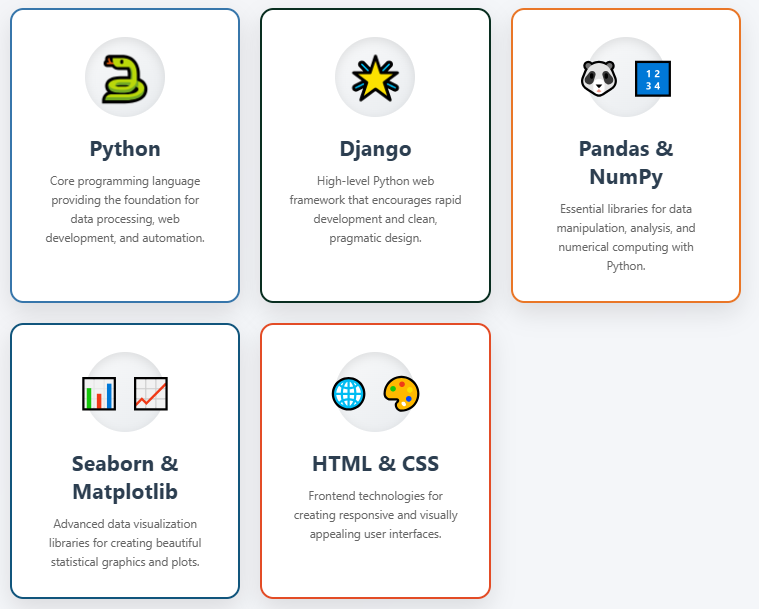 Python
Core programming language
providing the foundation for
data processing, web
development, and automation.
Django
High-level Python web
framework that encourages rapid
development and clean,
pragmatic design.
1 2
3 4
Pandas &
NumPy
Essential libraries for data
manipulation, analysis, and
numerical computing with
Python.
Seaborn &
Matplotlib
Advanced data visualization
libraries for creating beautiful
statistical graphics and plots.
HTML & CSS
Frontend technologies for
creating responsive and visually
appealing user interfaces.